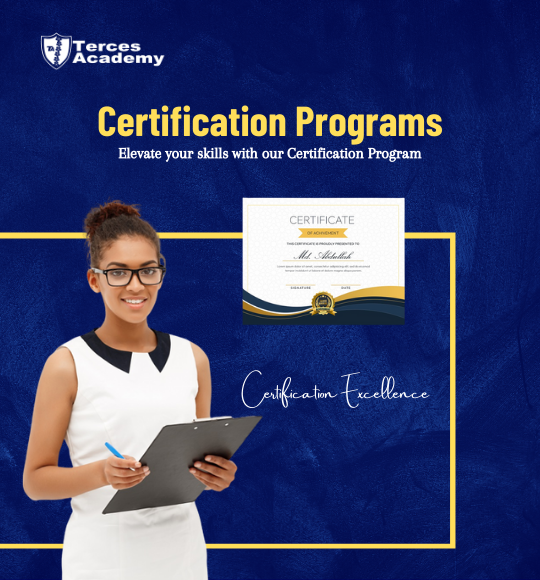 Terces
Academy
Certification Programs
Elevate your skills with our Certification Program
CERTIFICATE
OF ACHIEVEMENT
THIS CERTIFICATE IS PROUDLY PRESENTED TO
Md. Abdullah
SIGNATURE
DATE
Certification Excellence